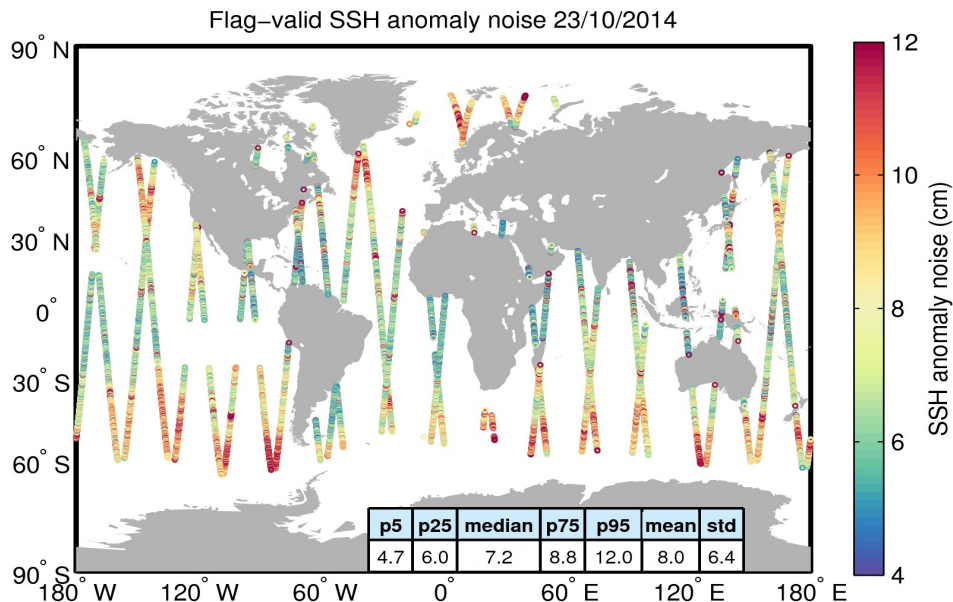 Flag−valid SSH anomaly noise 23/10/2014
90° N
60° N
30° N
0°
30° S
60° S
90° S
180° W
120° W
60° W
0°
60° E
120° E
180° E
p5 p25 median p75 p95 mean std
4.7 6.0 7.2 8.8 12.0 8.0 6.4
12
10
8
6
4
SSH anomaly noise (cm)